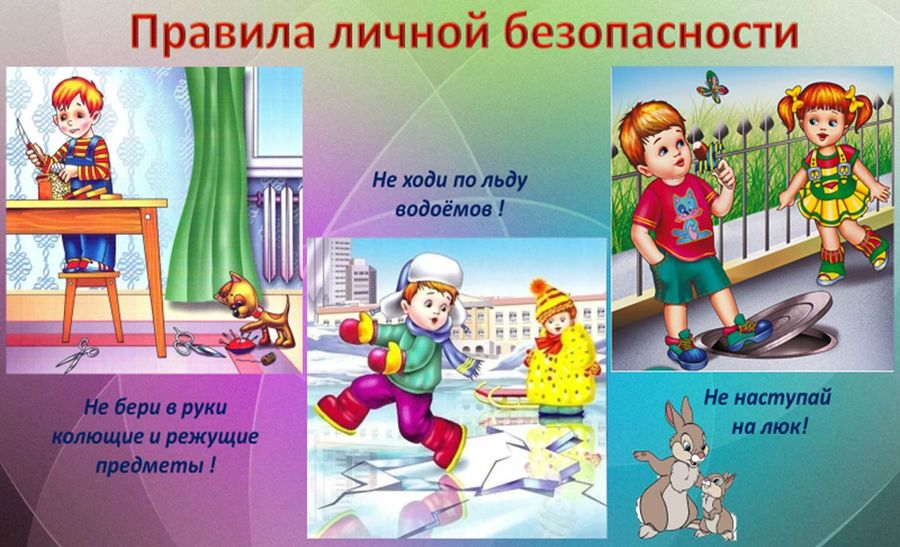 Правила личной безопасности
Не ходи по льду
водоёмов !
Не бери в руки
колющие и режущие
предметы !
Не наступай
на люк!